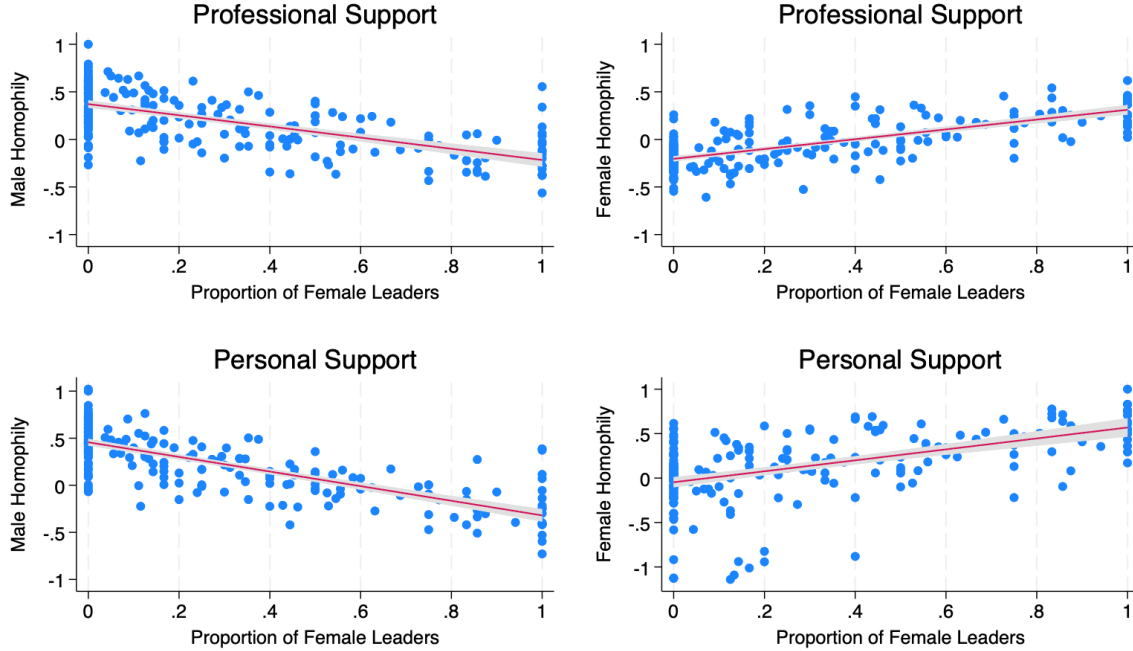 Professional Support
Male Homophily
1
.5
0
-.5
-1
0 .2 .4 .6 .8 1
Proportion of Female Leaders
Professional Support
Female Homophily
1
.5
0
-.5
-1
0 .2 .4 .6 .8 1
Proportion of Female Leaders
Personal Support
Male Homophily
1
.5
0
-.5
-1
0 .2 .4 .6 .8 1
Proportion of Female Leaders
Personal Support
Female Homophily
1
.5
0
-.5
-1
0 .2 .4 .6 .8 1
Proportion of Female Leaders